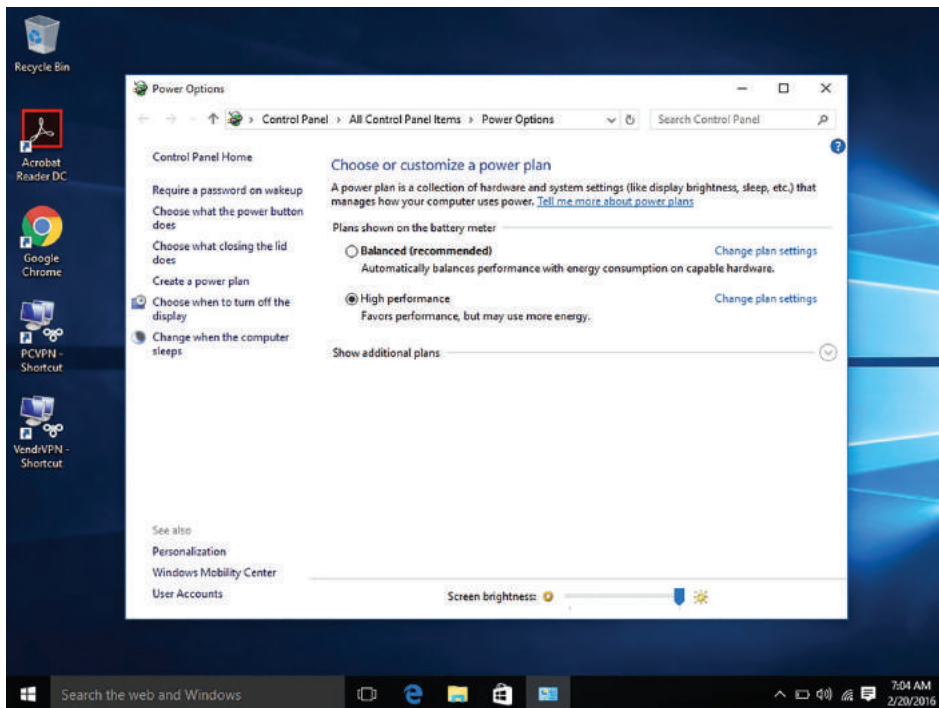 Recycle Bin
Acrobat
Reader DC
Google
Chrome
PCVPN -
Shortcut
VendrVPN -
Shortcut
Power Options
Control Panel > All Control Panel Items > Power Options
Search Control Panel
Control Panel Home
Require a password on wakeup
Choose what the power button
does
Choose what closing the lid
does
Create a power plan
Choose when to turn off the
display
Change when the computer
sleeps
See also
Personalization
Windows Mobility Center
User Accounts
Choose or customize a power plan
A power plan is a collection of hardware and system settings (like display brightness, sleep, etc.) that
manages how your computer uses power. Tell me more about power plans
Plans shown on the battery meter
Balanced (recommended) Change plan settings
Automatically balances performance with energy consumption on capable hardware.
High performance Change plan settings
Favors performance, but may use more energy.
Show additional plans
Screen brightness:
Search the web and Windows
7:04 AM
2/20/2016